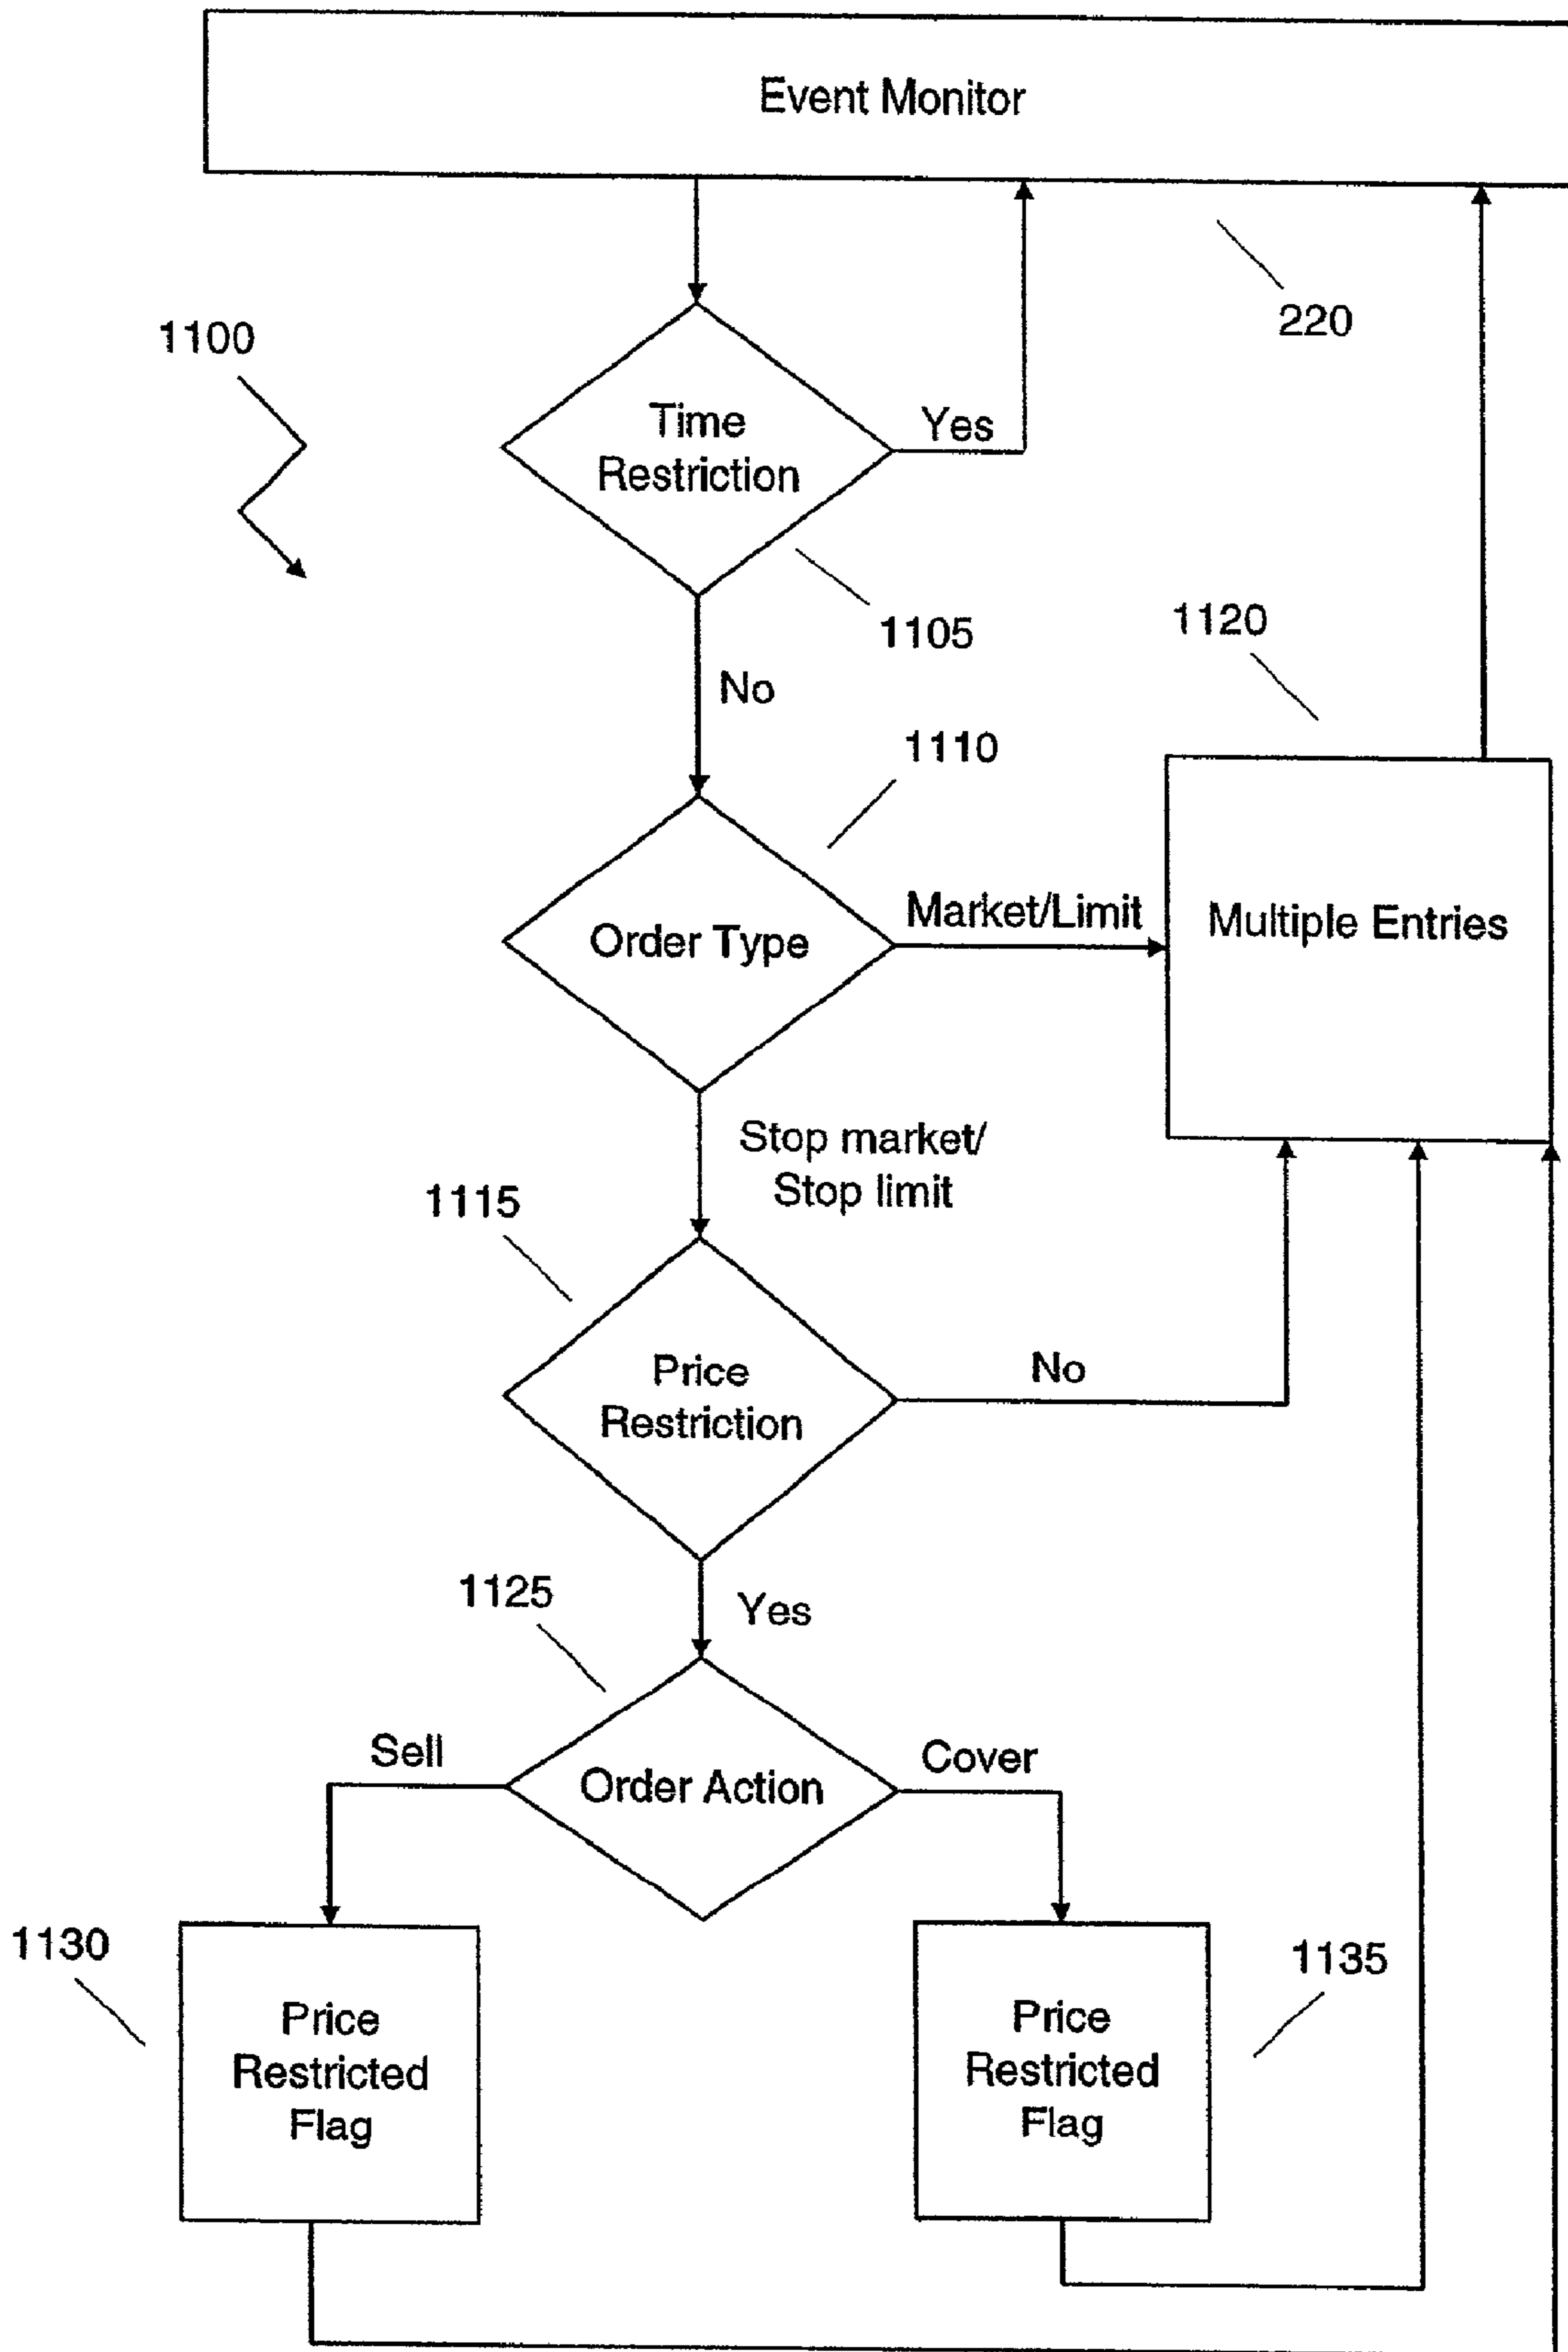 Event Monitor
220
1100
Time
Restriction
Yes
1105
No
1120
1110
Order Type
Market/Limit
Multiple Entries
Stop market/
Stop limit
1115
Price
Restriction
No
1125
Yes
Sell
Order Action
Cover
1130
Price
Restricted
Flag
Price
Restricted
Flag
1135